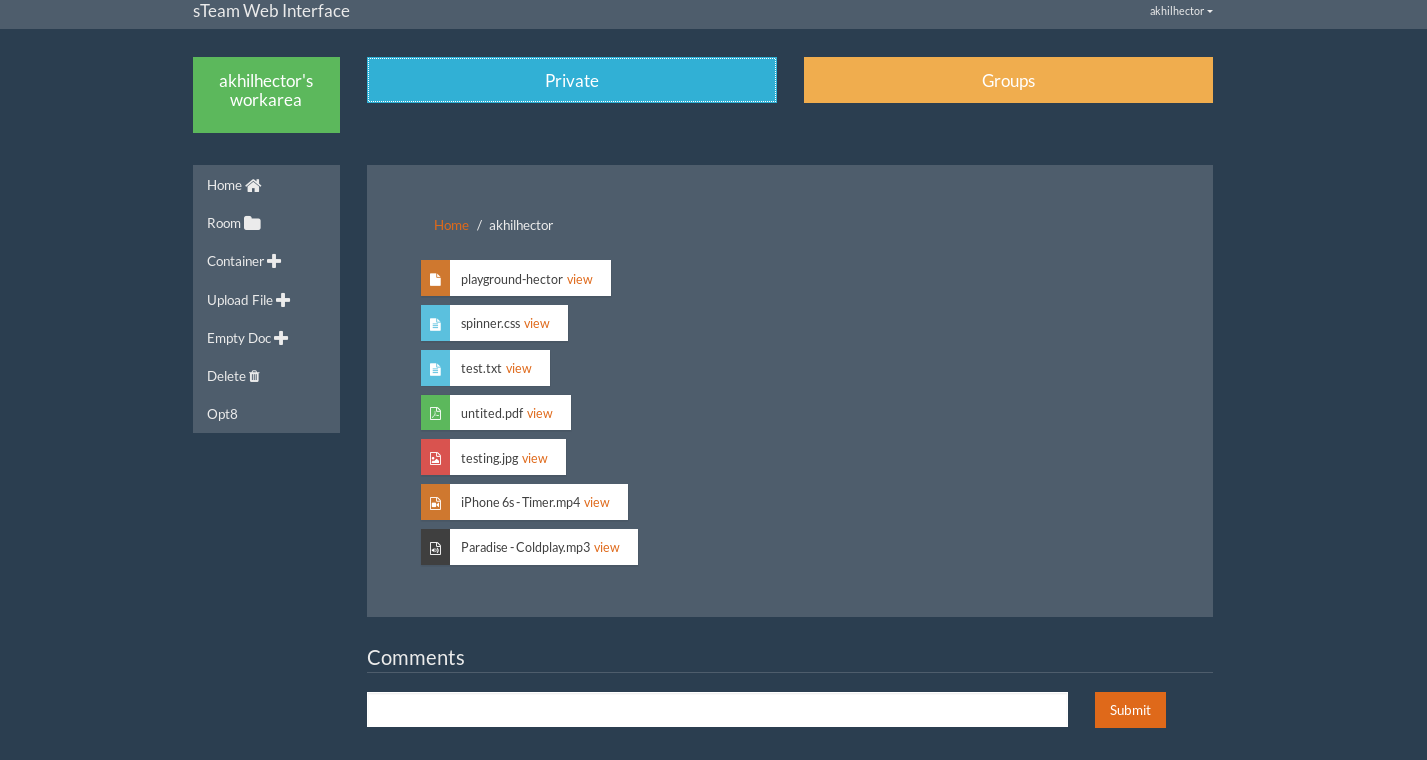 sTeam Web Interface
akhilhector
akhilhector's
workarea
Private
Groups
Home
Room
Container
Upload File
Empty Doc
Delete
Opt8
Home / akhilhector
playground-hector view
spinner.css view
test.txt view
untited.pdf view
testing.jpg view
iPhone 6s - Timer.mp4 view
Paradise - Coldplay.mp3 view
Comments
Submit